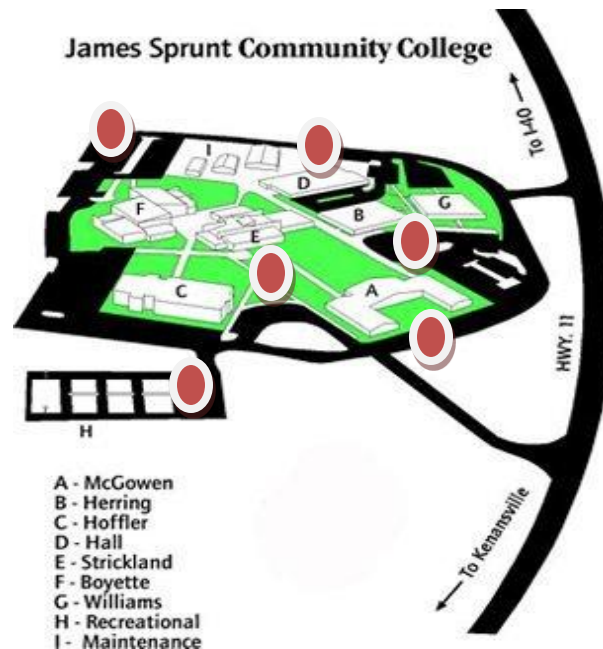 James Sprunt Community College
To I-40
I
D
G
F
B
E
C
A
HWY. 11
H
To Kenansville
A - McGowen
B - Herring
C - Hoffler
D - Hall
E - Strickland
F - Boyette
G - Williams
H - Recreational
I - Maintenance